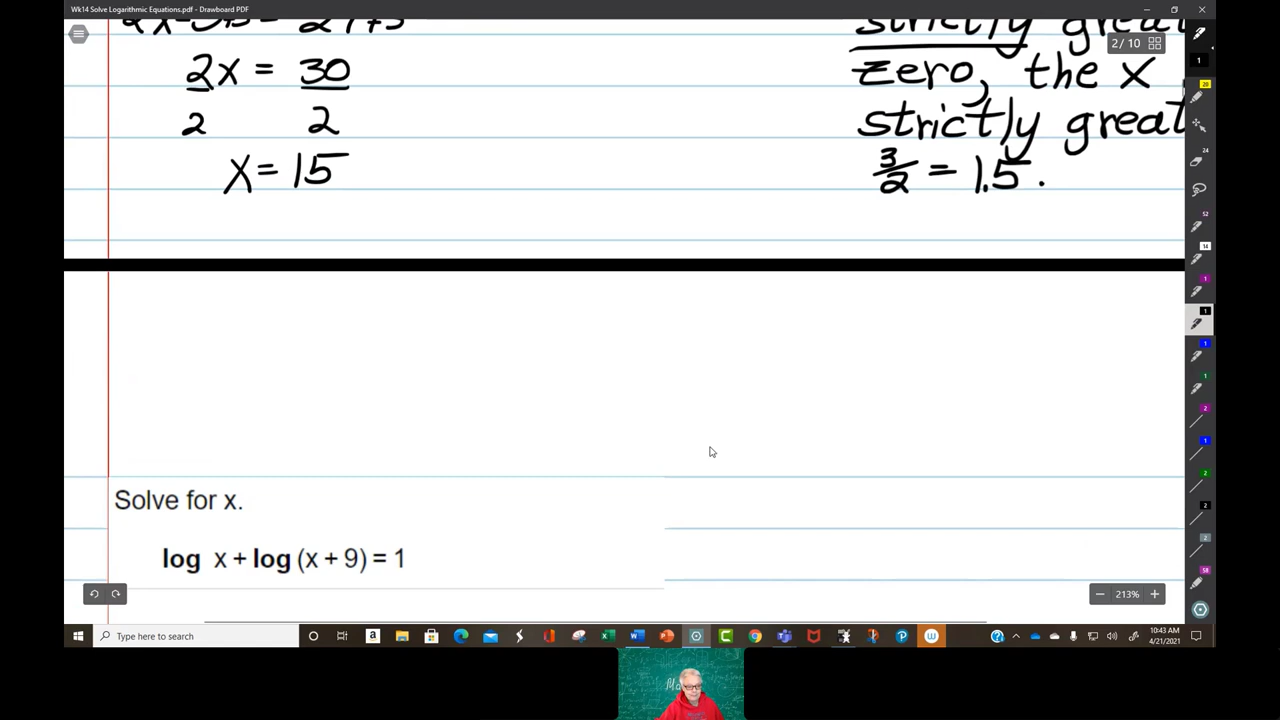 Wk14 Solve Logarithmic Equations.pdf - Drawboard PDF
2/10
2x = 30
2 2
x = 15
strictly great
zero, the x
strictly great
3/2 = 1.5.
Solve for x.
log x + log (x + 9) = 1
213%
Type here to search
10:43 AM
4/21/2021